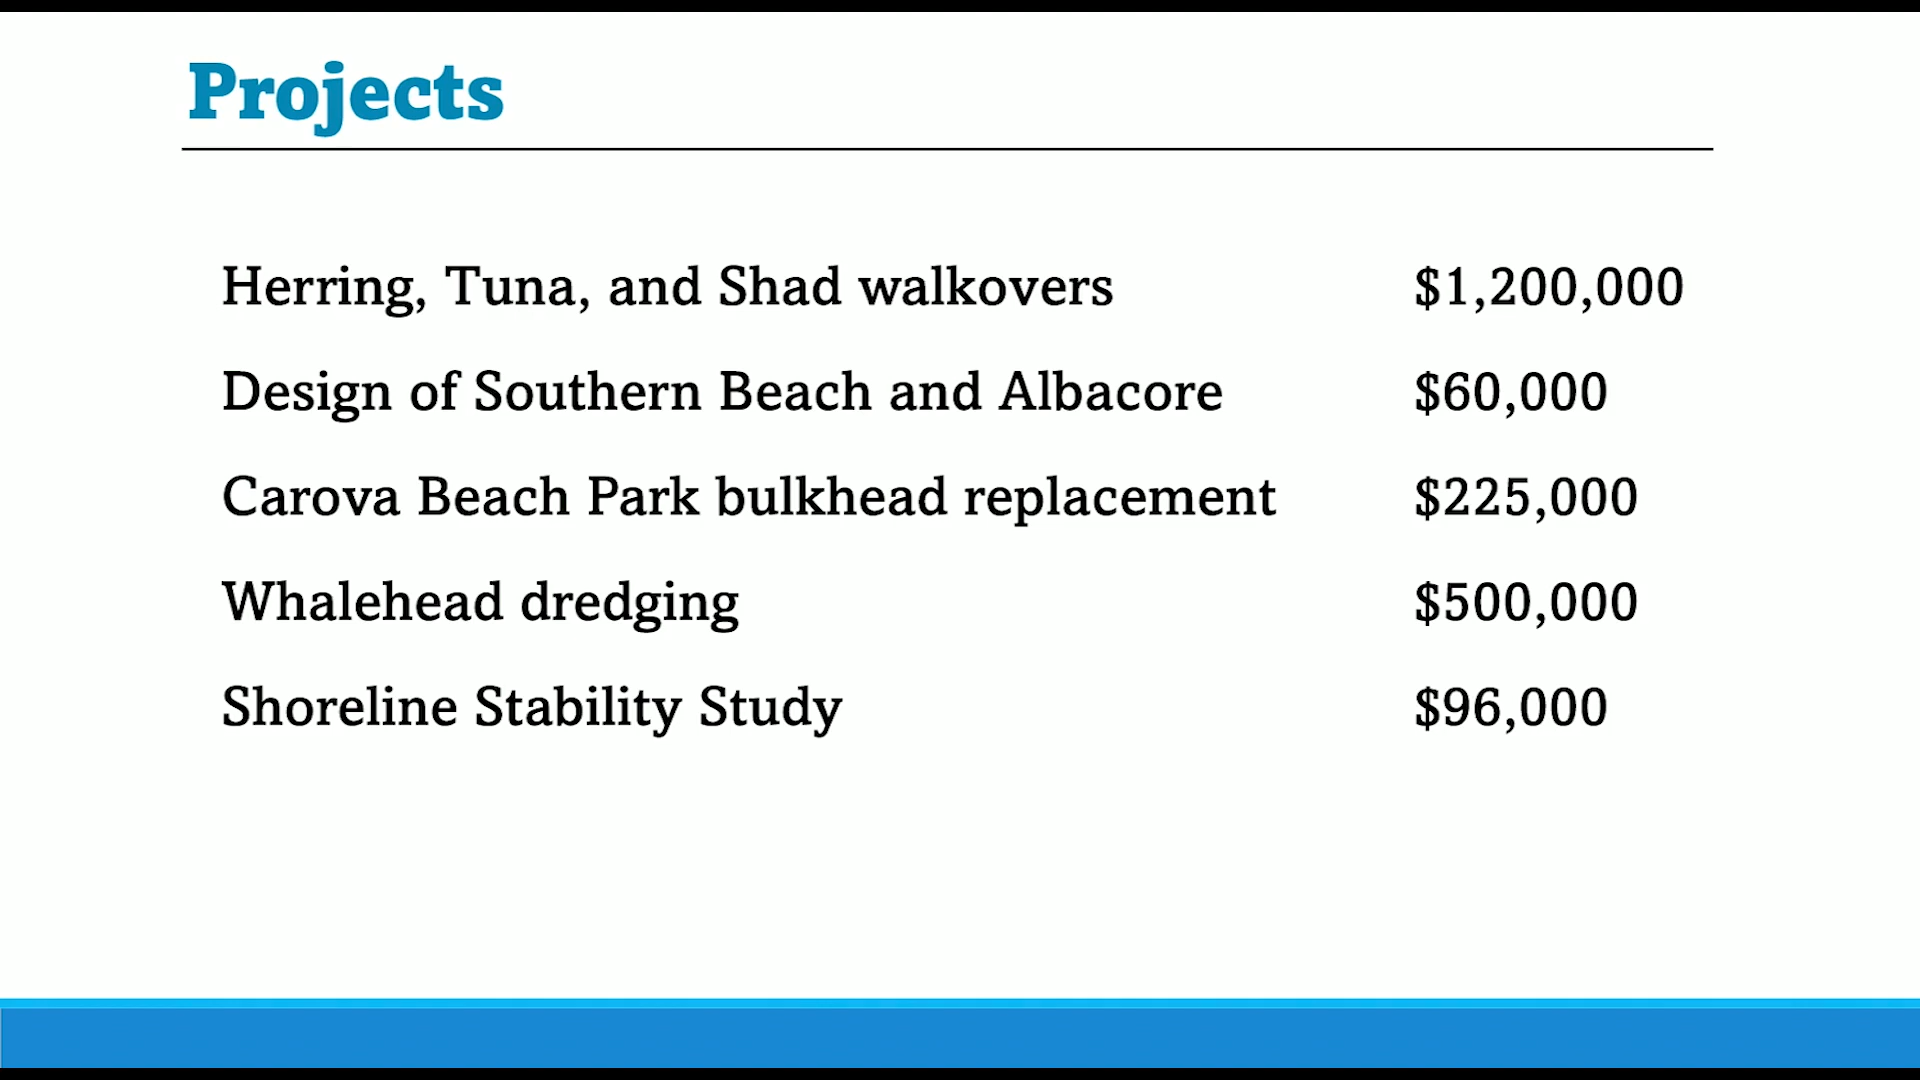 Projects
Herring, Tuna, and Shad walkovers $1,200,000
Design of Southern Beach and Albacore $60,000
Carova Beach Park bulkhead replacement $225,000
Whalehead dredging $500,000
Shoreline Stability Study $96,000